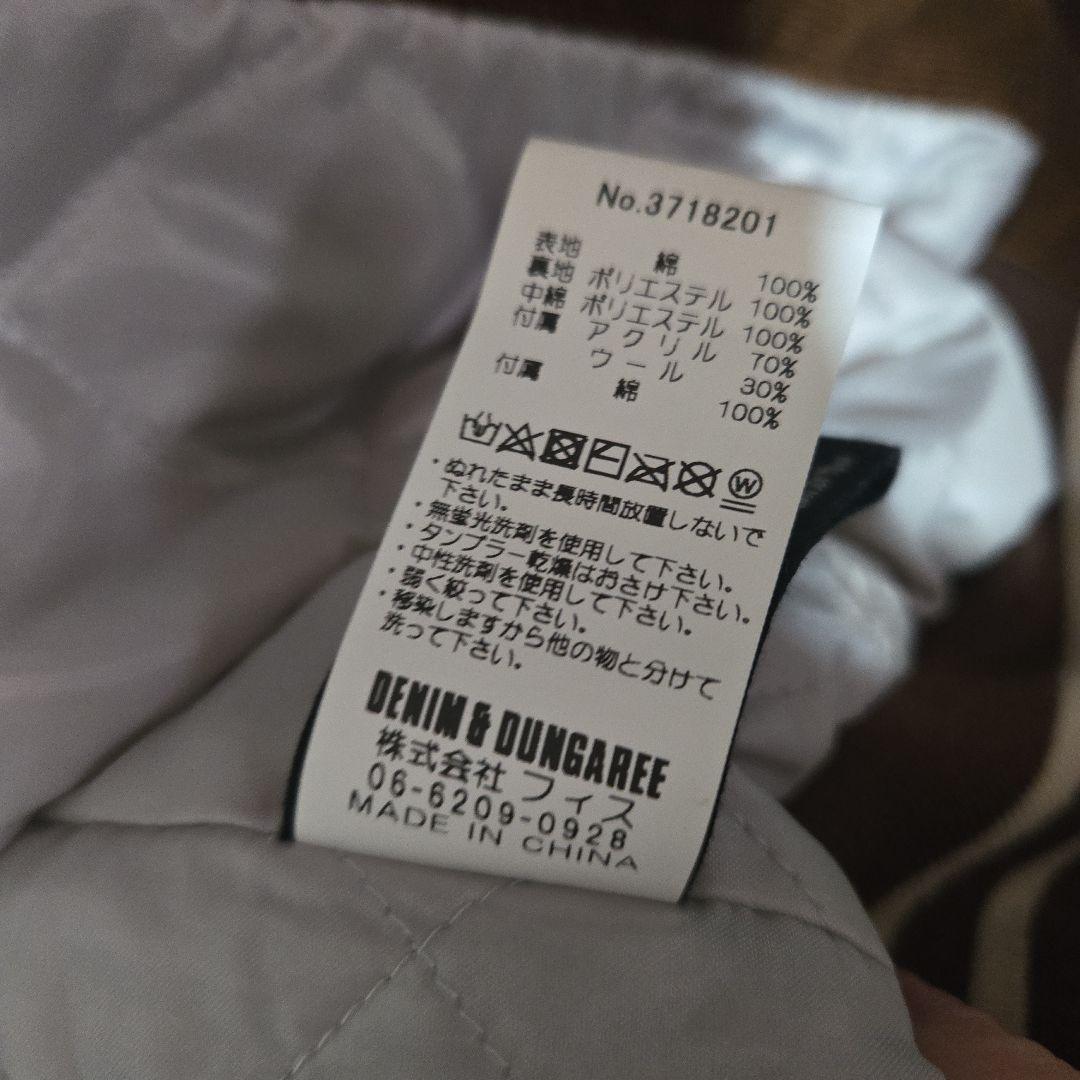 No.3718201
表地 綿 100%
裏地 ポリエステル 100%
中綿 ポリエステル 100%
付属 アクリル 70%
ウール 30%
付属 綿 100%
W
・ぬれたまま長時間放置しないで
下さい。
・無蛍光洗剤を使用して下さい。
・タンブラー乾燥はおさけ下さい。
・中性洗剤を使用して下さい。
・弱く絞って下さい。
・移染しますから他の物と分けて
洗って下さい。
DENIM & DUNGAREE
株式会社 フィス
06-6209-0928
MADE IN CHINA